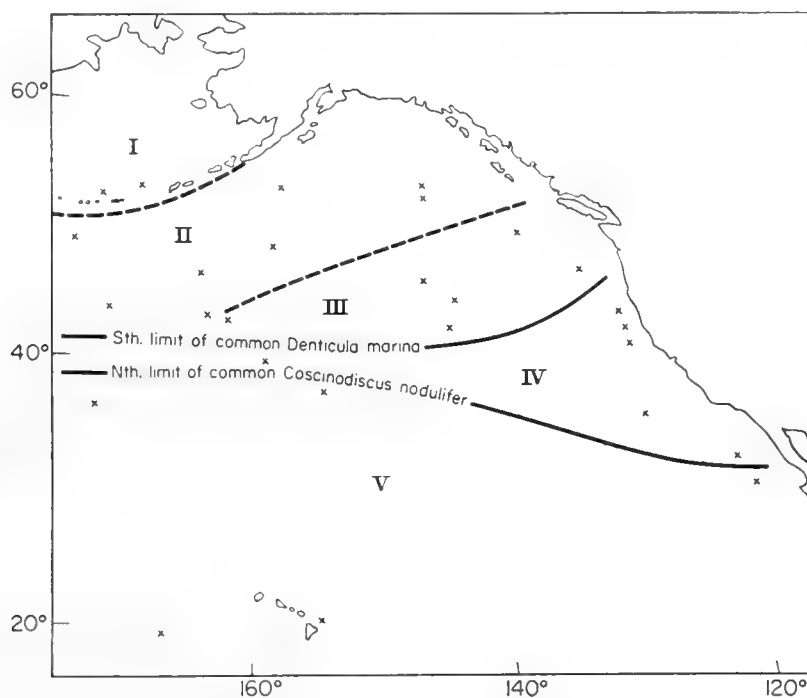 60°
I
II
III
Sth. limit of common Denticula marina
40°
Nth. limit of common Coscinodiscus nodulifer
IV
V
20°
160°
140°
120°